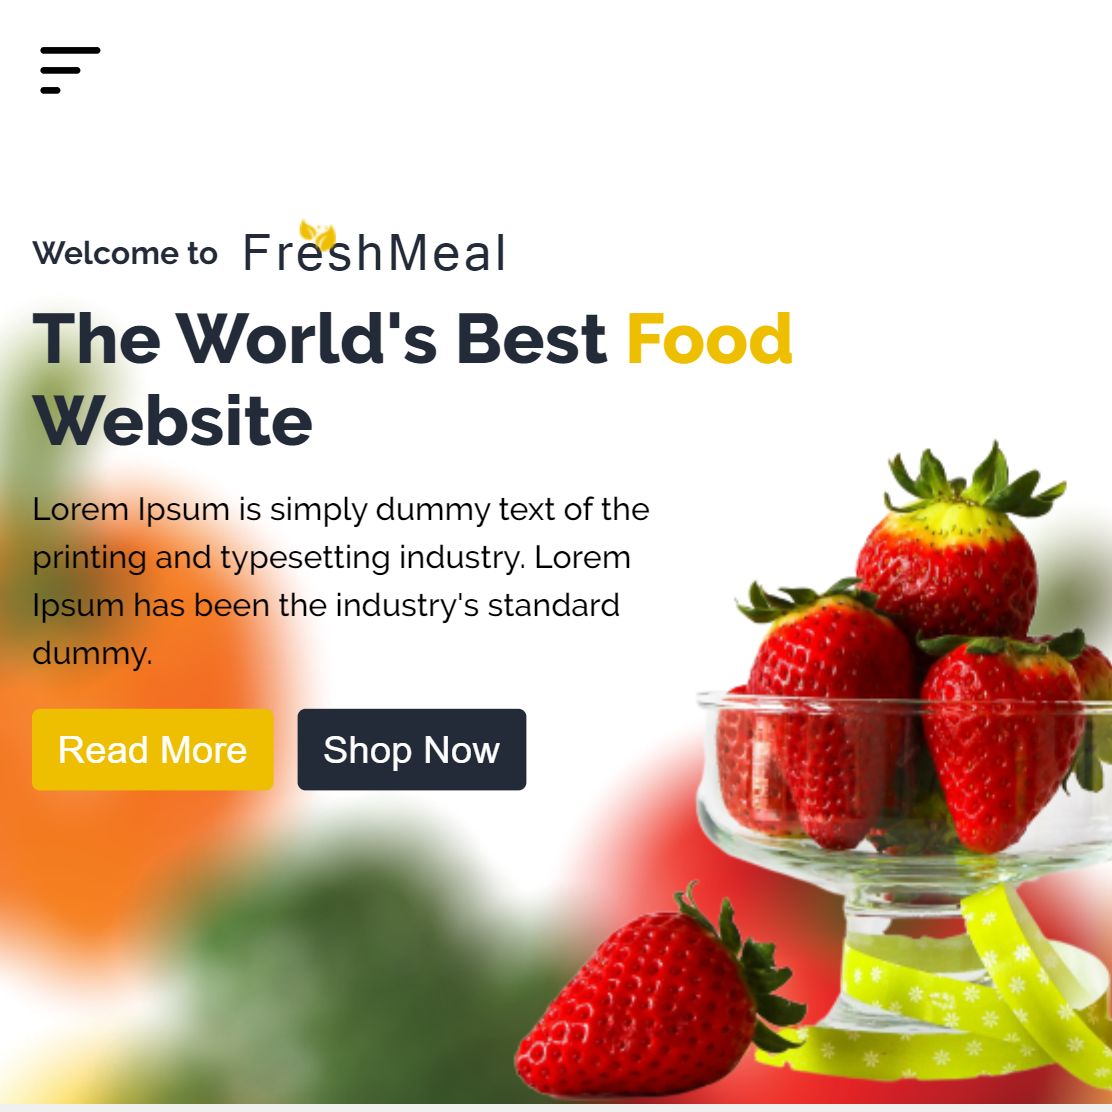 Welcome to FreshMeal
The World's Best Food
Website
Lorem Ipsum is simply dummy text of the
printing and typesetting industry. Lorem
Ipsum has been the industry's standard
dummy.
Read More Shop Now